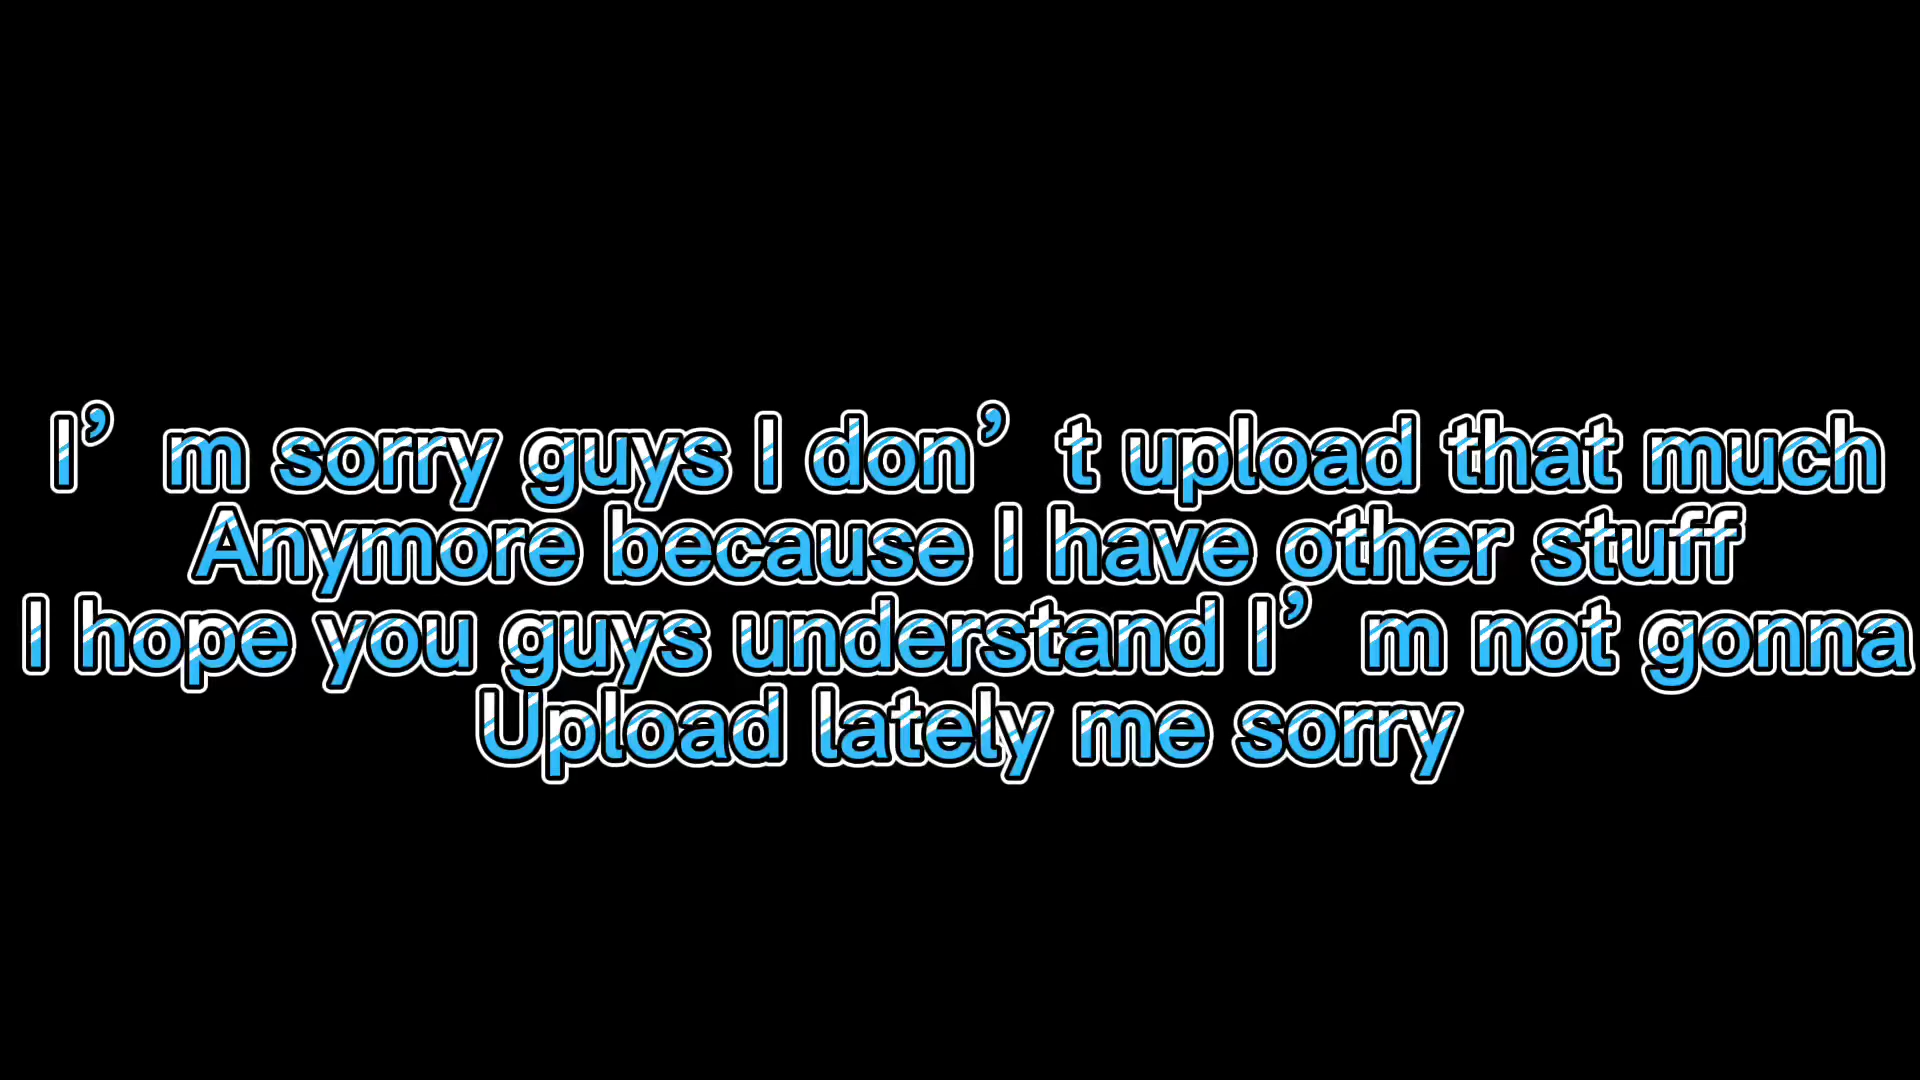 I’m sorry guys I don’t upload that much
Anymore because I have other stuff
I hope you guys understand I’m not gonna
Upload lately me sorry